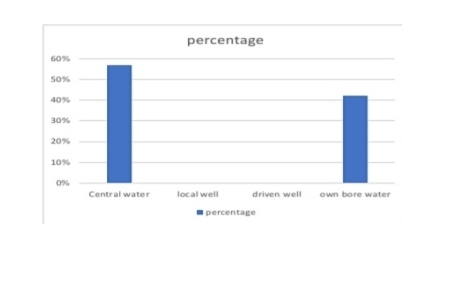 percentage
60%
50%
40%
30%
20%
10%
0%
Central water local well driven well own bore water
percentage